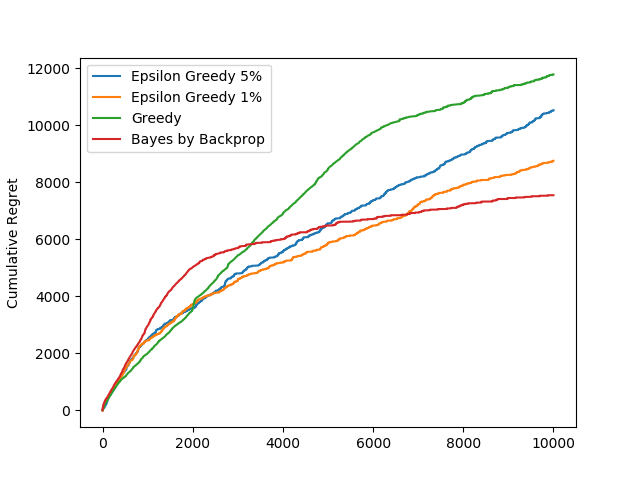 Epsilon Greedy 5%
Epsilon Greedy 1%
Greedy
Bayes by Backprop
Cumulative Regret
12000
10000
8000
6000
4000
2000
0
0 2000 4000 6000 8000 10000